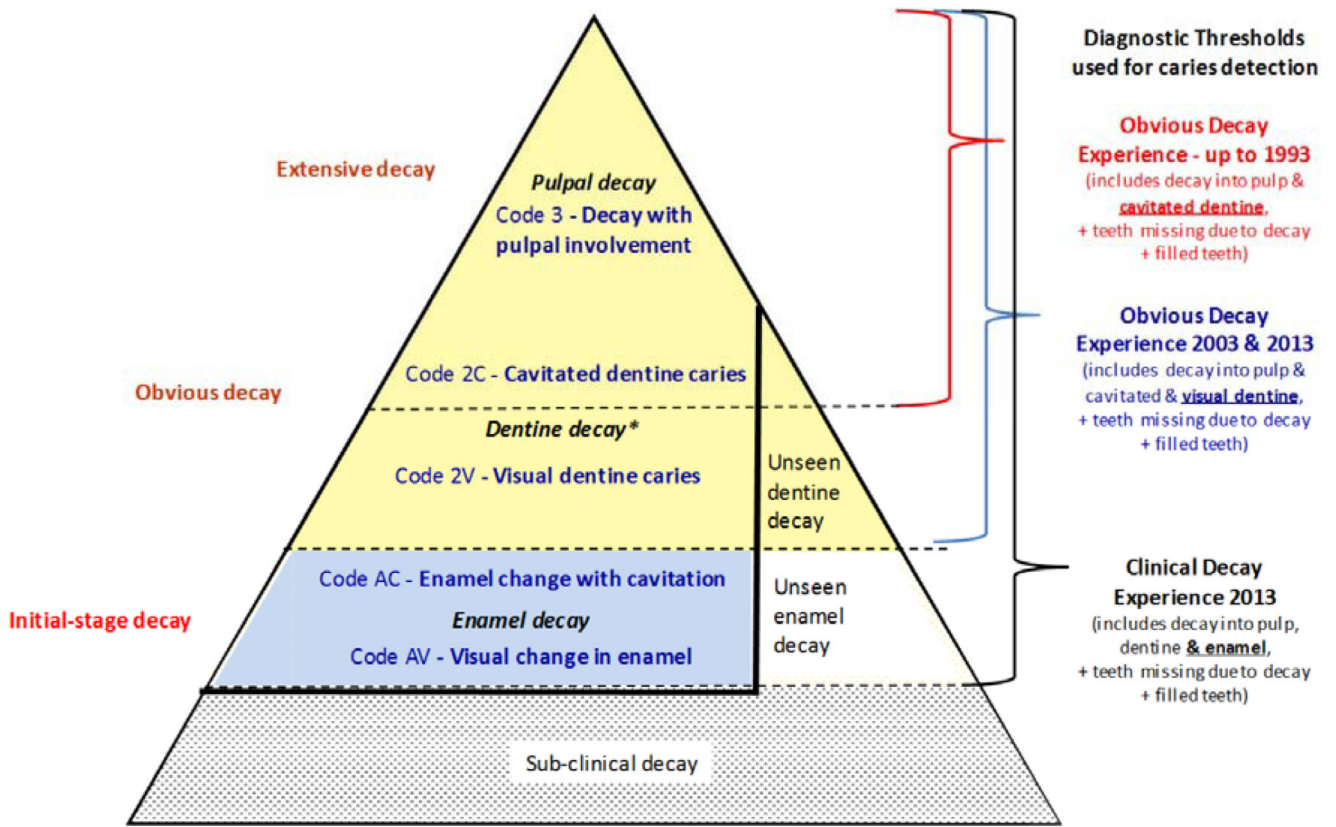 Diagnostic Thresholds
used for caries detection
Extensive decay
Pulpal decay
Code 3 - Decay with
pulpal involvement
Obvious Decay
Experience - up to 1993
(includes decay into pulp &
cavitated dentine,
+ teeth missing due to decay
+ filled teeth)
Obvious decay
Code 2C - Cavitated dentine caries
Dentine decay*
Code 2V - Visual dentine caries
Unseen
dentine
decay
Obvious Decay
Experience 2003 & 2013
(includes decay into pulp &
cavitated & visual dentine,
+ teeth missing due to decay
+ filled teeth)
Initial-stage decay
Code AC - Enamel change with cavitation
Enamel decay
Code AV - Visual change in enamel
Unseen
enamel
decay
Clinical Decay
Experience 2013
(includes decay into pulp,
dentine & enamel,
+ teeth missing due to decay
+ filled teeth)
Sub-clinical decay